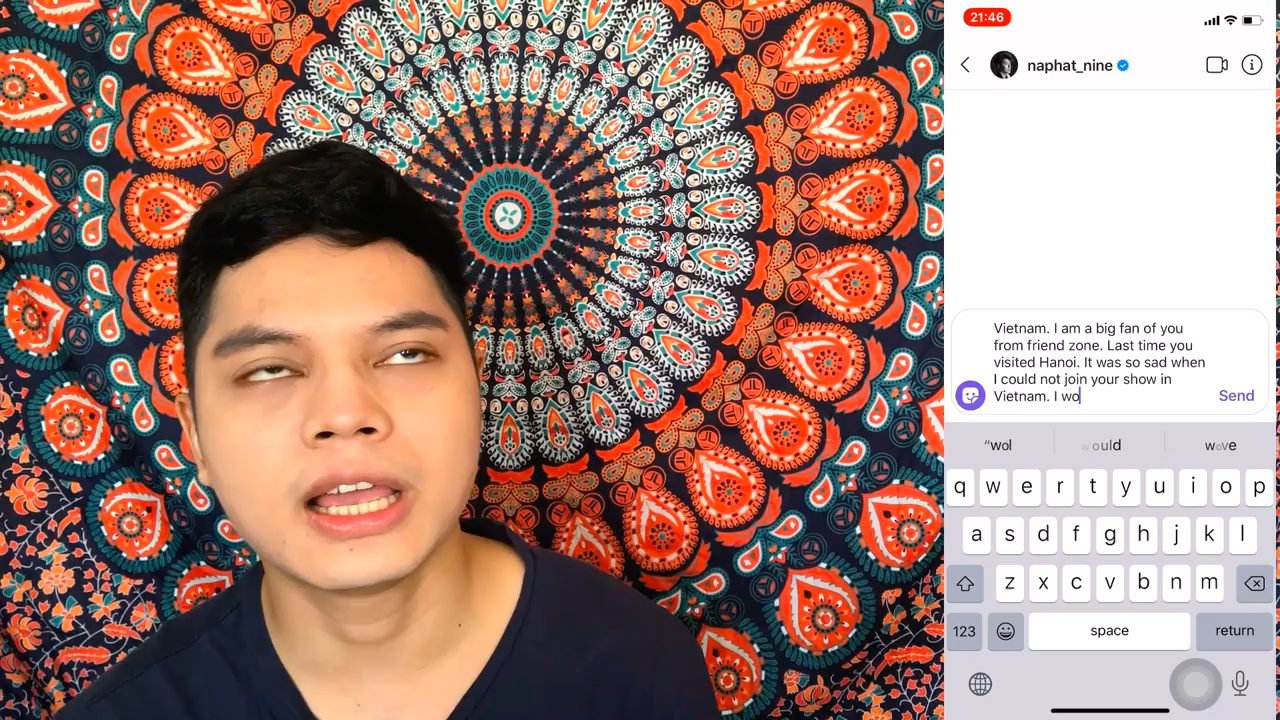 21:46
naphat_nine
Vietnam. I am a big fan of you
from friend zone. Last time you
visited Hanoi. It was so sad when
I could not join your show in
Vietnam. I wo
Send
“wol would wove
q w e r t y u i o p
a s d f g h j k l
z x c v b n m
123 space return